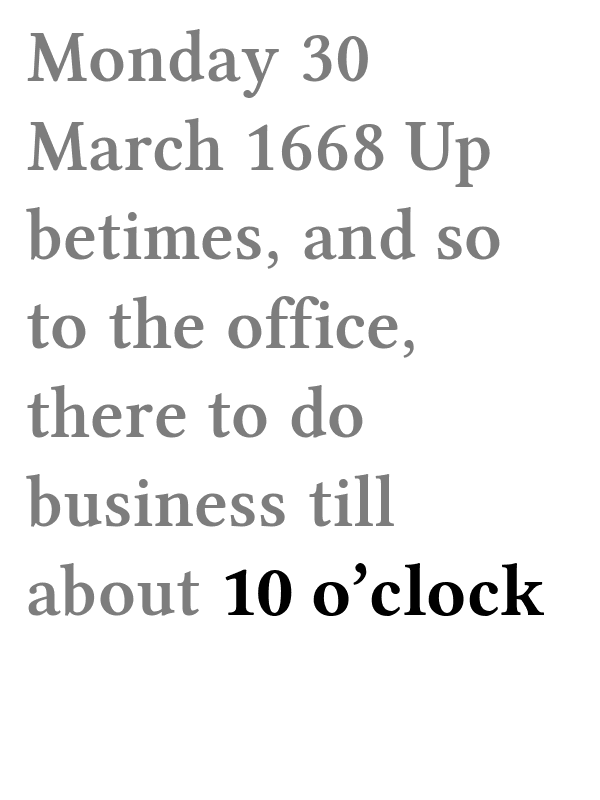 Monday 30
March 1668 Up
betimes, and so
to the office,
there to do
business till
about 10 o’clock